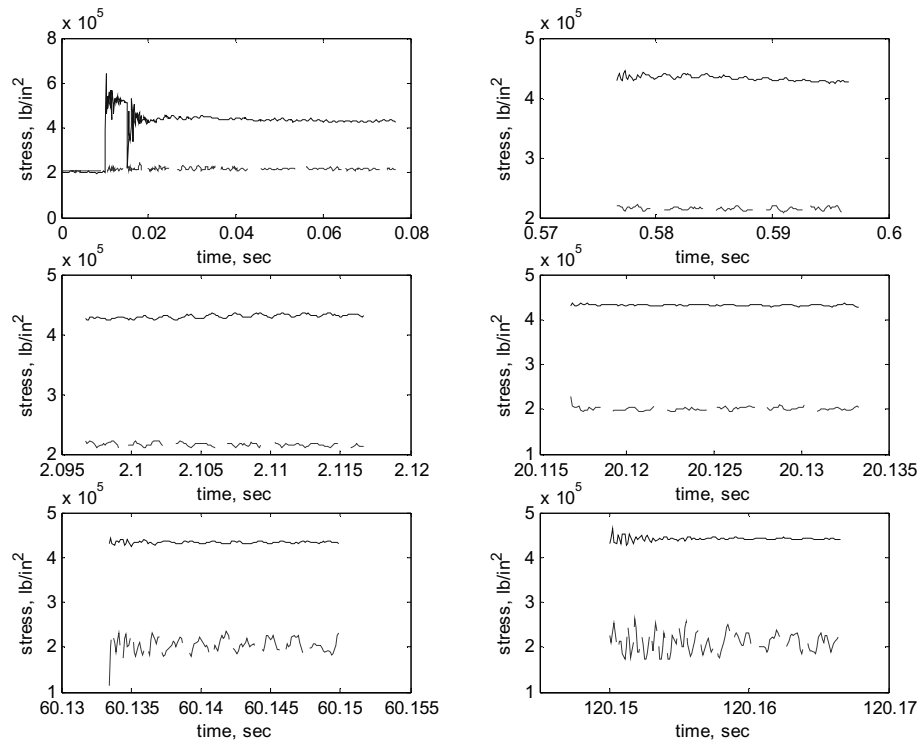 x 10^5
8
6
4
2
0
stress, lb/in^2
0 0.02 0.04 0.06 0.08
time, sec
x 10^5
5
4
3
2
stress, lb/in^2
0.57 0.58 0.59 0.6
time, sec
x 10^5
5
4
3
2
stress, lb/in^2
2.095 2.1 2.105 2.11 2.115 2.12
time, sec
x 10^5
5
4
3
2
1
stress, lb/in^2
20.115 20.12 20.125 20.13 20.135
time, sec
x 10^5
5
4
3
2
1
stress, lb/in^2
60.13 60.135 60.14 60.145 60.15 60.155
time, sec
x 10^5
5
4
3
2
1
stress, lb/in^2
120.15 120.16 120.17
time, sec